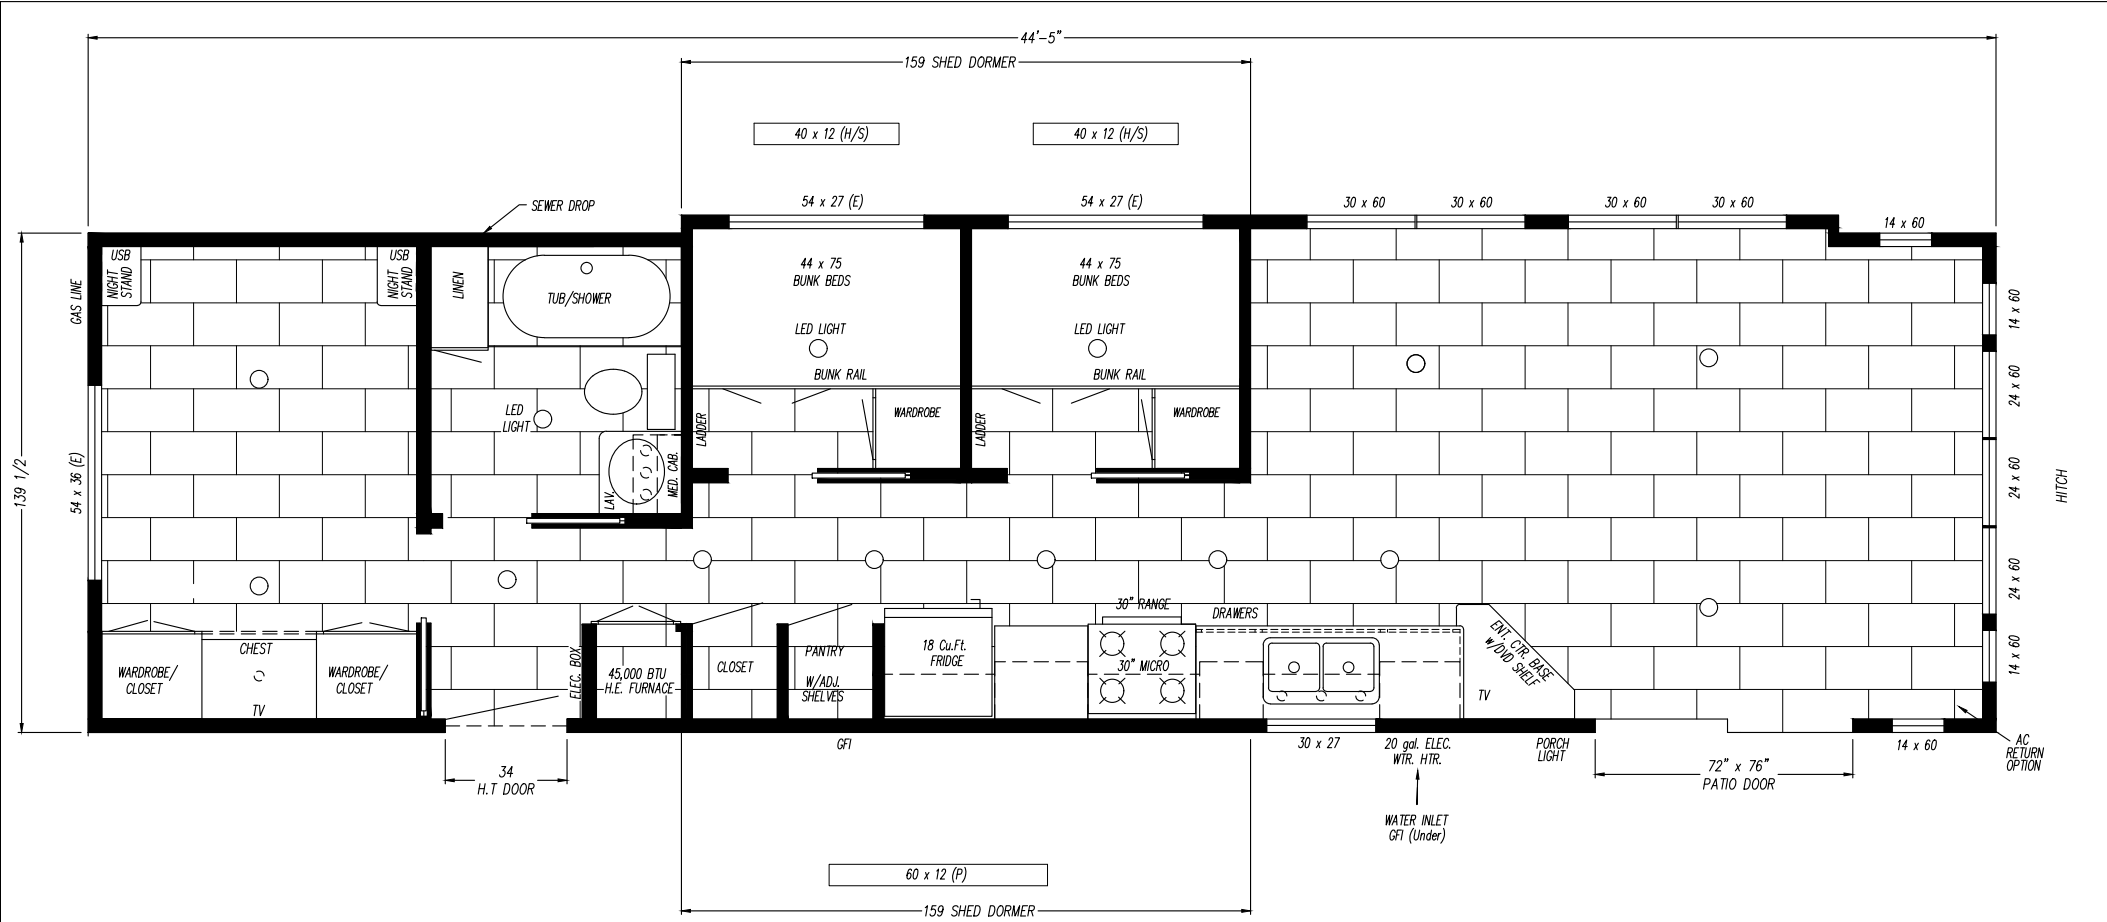 44'-5"
159 SHED DORMER
40 x 12 (H/S)
40 x 12 (H/S)
SEWER DROP
54 x 27 (E)
54 x 27 (E)
30 x 60
30 x 60
30 x 60
30 x 60
14 x 60
USB
NIGHT
STAND
USB
NIGHT
STAND
LINEN
TUB/SHOWER
44 x 75
BUNK BEDS
44 x 75
BUNK BEDS
GAS LINE
LED LIGHT
LED LIGHT
BUNK RAIL
BUNK RAIL
LED
LIGHT
LADDER
WARDROBE
LADDER
WARDROBE
MED. CAB.
LAV.
139 1/2
54 x 36 (E)
14 x 60
24 x 60
24 x 60
24 x 60
14 x 60
HITCH
30" RANGE
DRAWERS
CHEST
WARDROBE/
CLOSET
WARDROBE/
CLOSET
TV
ELEC. BOX
45,000 BTU
H.E. FURNACE
CLOSET
PANTRY
W/ADJ.
SHELVES
18 Cu.Ft.
FRIDGE
30" MICRO
ENT. CTR. BASE
w/DVD SHELF
TV
GFI
30 x 27
20 gal. ELEC.
WTR. HTR.
PORCH
LIGHT
14 x 60
AC
RETURN
OPTION
34
H.T DOOR
72" x 76"
PATIO DOOR
WATER INLET
GFI (Under)
60 x 12 (P)
159 SHED DORMER